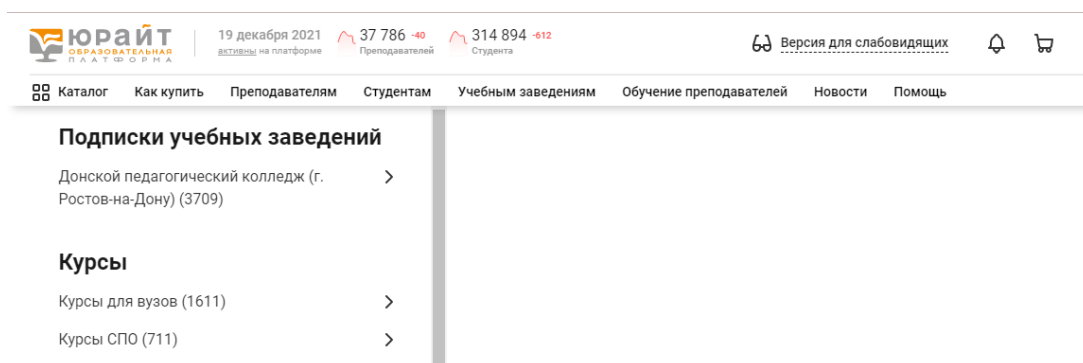 юрайт
ОБРАЗОВАТЕЛЬНАЯ
ПЛАТФОРМА
19 декабря 2021
активны на платформе
37 786 -40
Преподавателей
314 894 -612
Студента
Версия для слабовидящих
Каталог Как купить Преподавателям Студентам Учебным заведениям Обучение преподавателей Новости Помощь
Подписки учебных заведений
Донской педагогический колледж (г.
Ростов-на-Дону) (3709)
Курсы
Курсы для вузов (1611)
Курсы СПО (711)